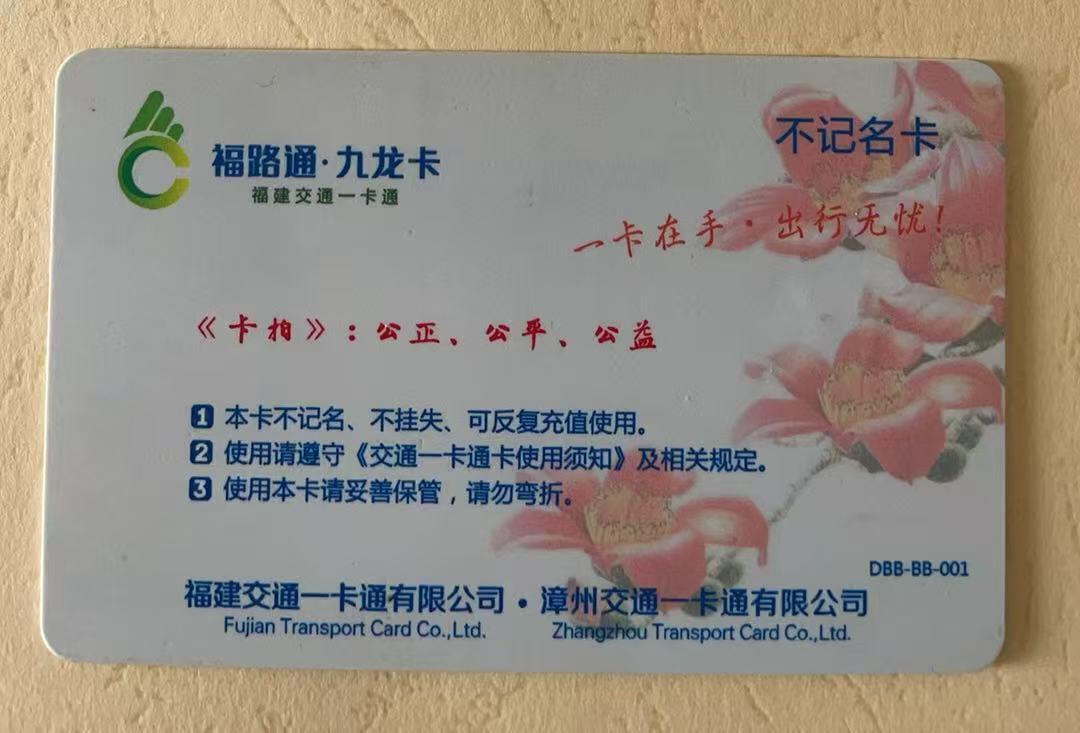 福路通·九龙卡
福建交通一卡通
不记名卡
一卡在手·出行无忧!
《卡柏》:公正、公平、公益
1 本卡不记名、不挂失、可反复充值使用。
2 使用请遵守《交通一卡通卡使用须知》及相关规定。
3 使用本卡请妥善保管,请勿弯折。
DBB-BB-001
福建交通一卡通有限公司·漳州交通一卡通有限公司
Fujian Transport Card Co.,Ltd. Zhangzhou Transport Card Co.,Ltd.